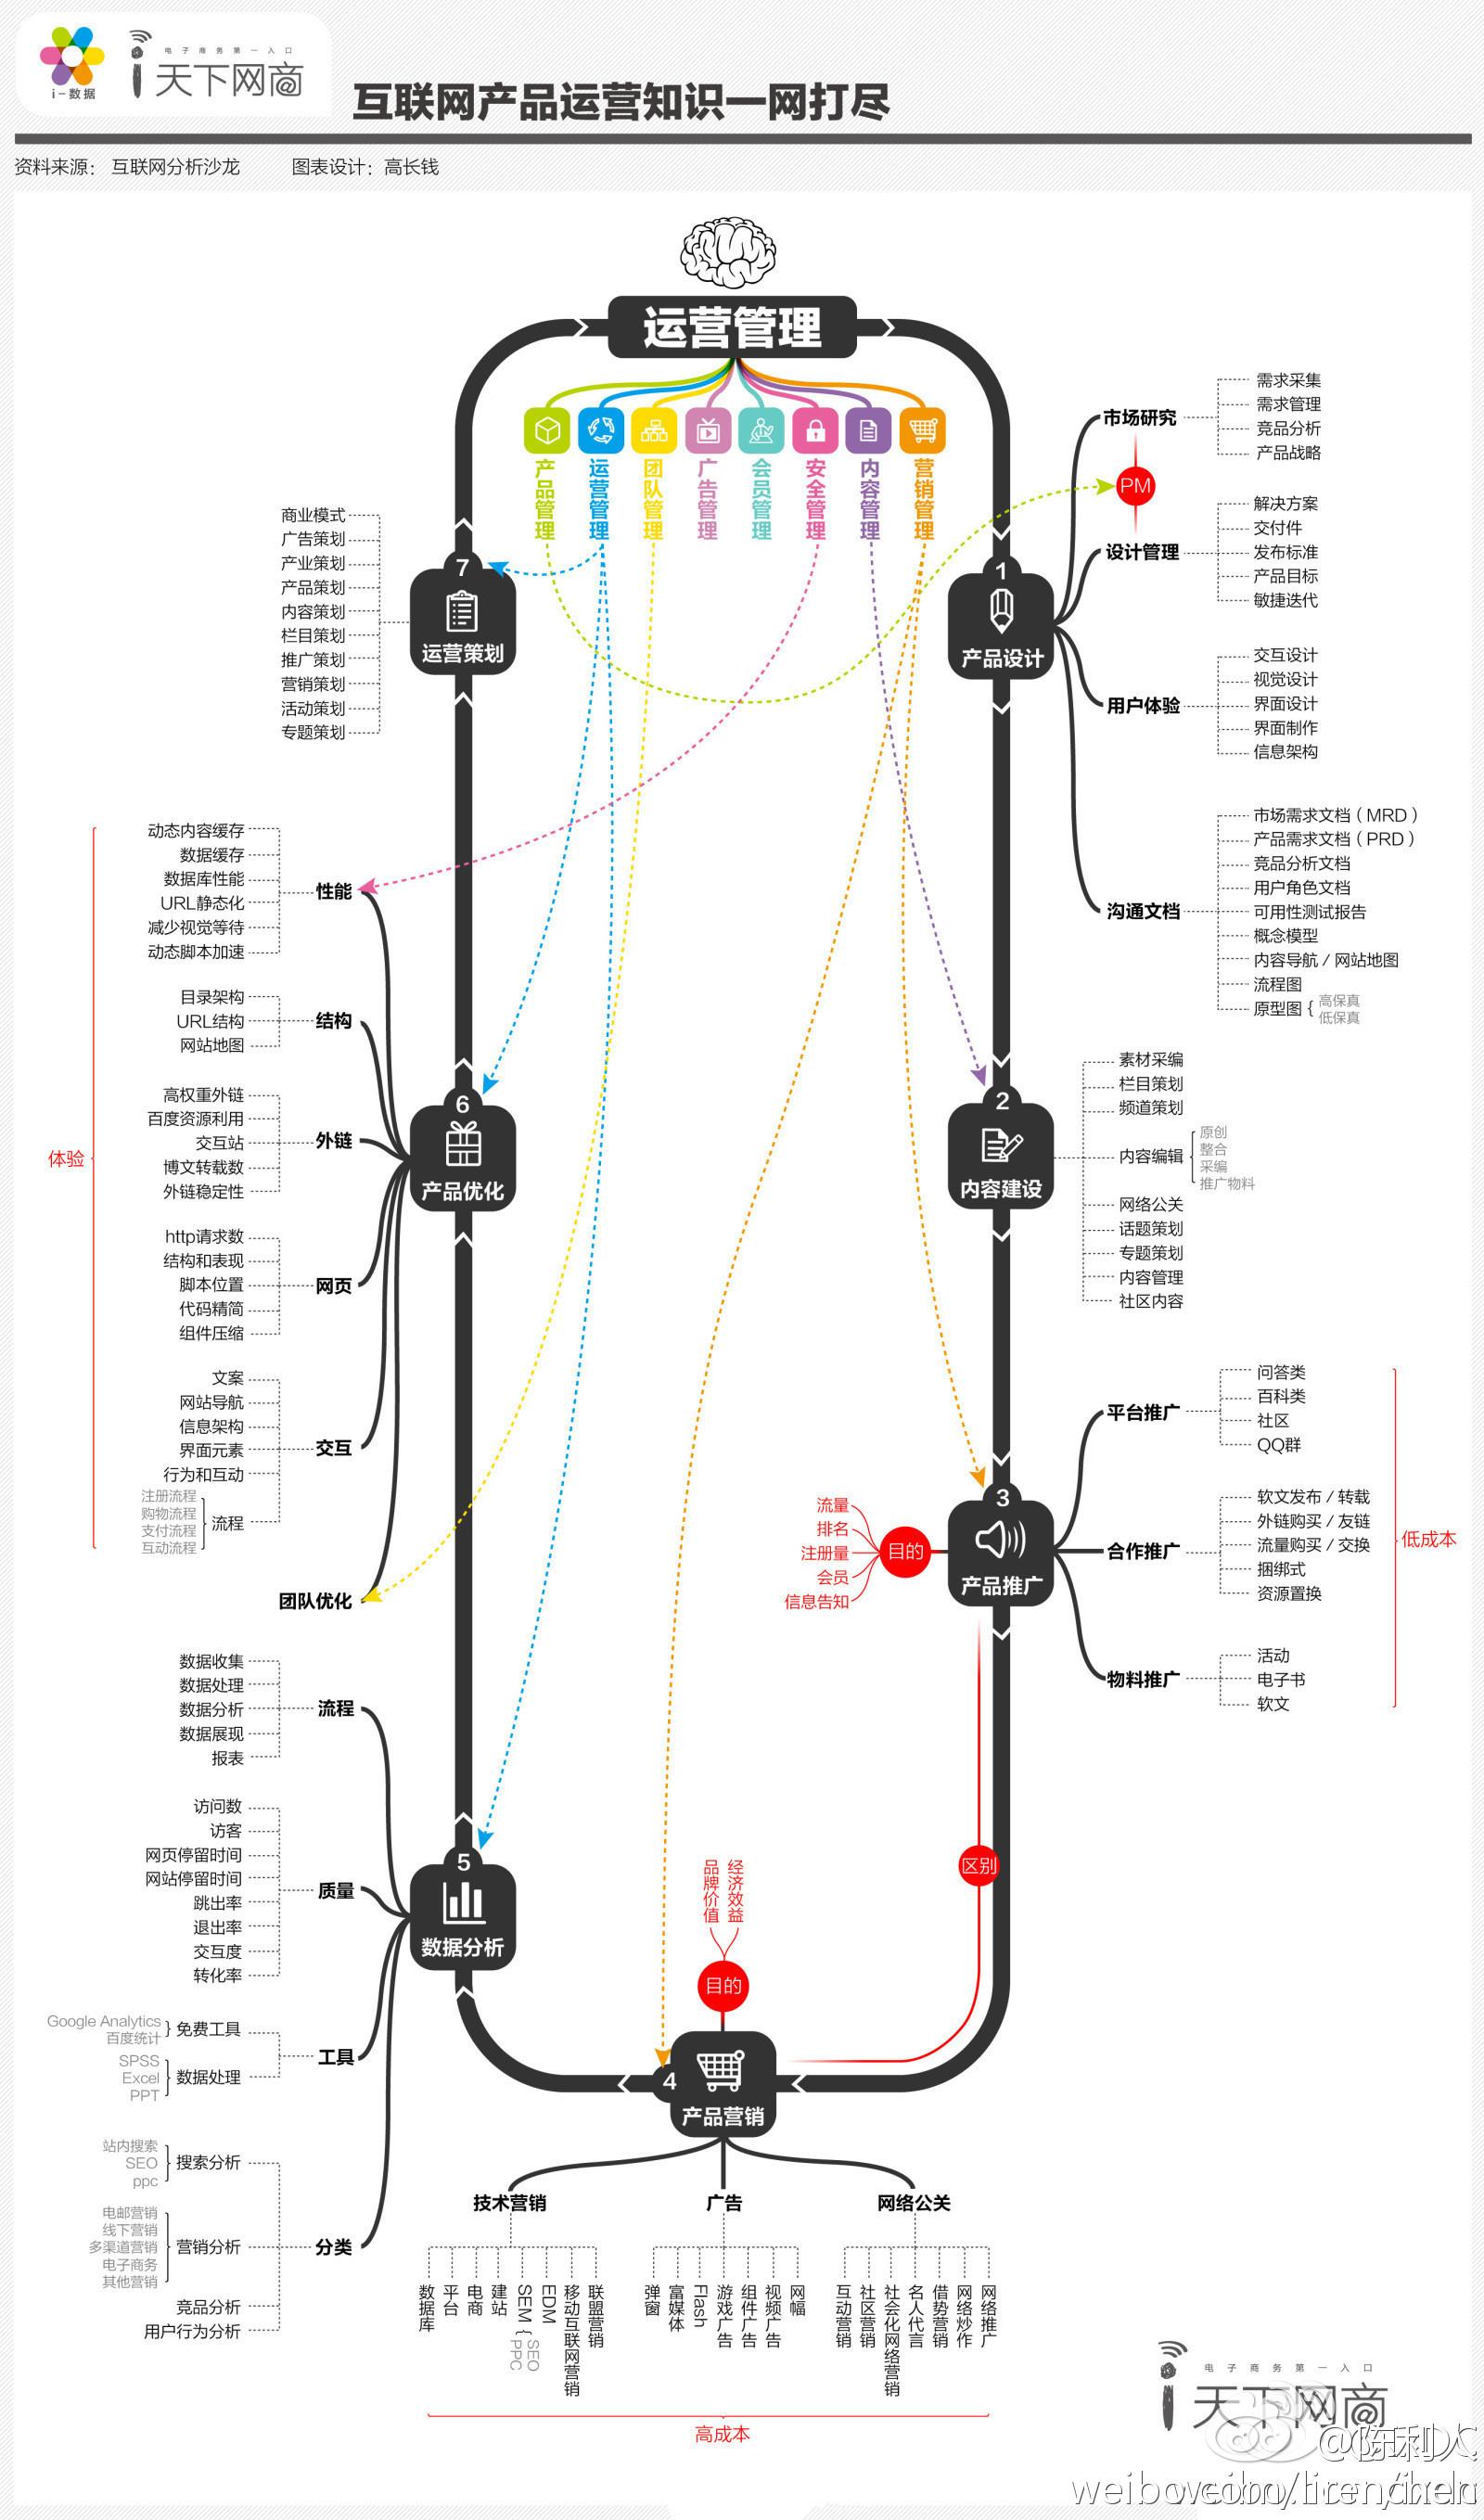 i-数据
电子商务第一入口
天下网商
互联网产品运营知识一网打尽
资料来源： 互联网分析沙龙
图表设计：高长钱
运营管理
产品管理
运营管理
团队管理
广告管理
会员管理
安全管理
内容管理
营销管理
1
产品设计
市场研究
需求采集
需求管理
竞品分析
产品战略
PM
设计管理
解决方案
交付件
发布标准
产品目标
敏捷迭代
用户体验
交互设计
视觉设计
界面设计
界面制作
信息架构
沟通文档
市场需求文档（MRD）
产品需求文档（PRD）
竞品分析文档
用户角色文档
可用性测试报告
概念模型
内容导航 / 网站地图
流程图
原型图 {
高保真
低保真
2
内容建设
素材采编
栏目策划
频道策划
内容编辑
原创
整合
采编
推广物料
网络公关
话题策划
专题策划
内容管理
社区内容
3
产品推广
目的
流量
排名
注册量
会员
信息告知
平台推广
问答类
百科类
社区
QQ群
合作推广
软文发布 / 转载
外链购买 / 友链
流量购买 / 交换
捆绑式
资源置换
物料推广
活动
电子书
软文
低成本
区别
4
产品营销
目的
品牌价值
经济效益
技术营销
数据库
平台
电商
建站
SEM {
SEO
PPC
EDM
移动互联网营销
联盟营销
广告
弹窗
富媒体
Flash
游戏广告
组件广告
视频广告
网幅
网络公关
互动营销
社区营销
社会化网络营销
名人代言
借势营销
网络炒作
网络推广
高成本
5
数据分析
流程
数据收集
数据处理
数据分析
数据展现
报表
质量
访问数
访客
网页停留时间
网站停留时间
跳出率
退出率
交互度
转化率
工具
免费工具
Google Analytics
百度统计
数据处理
SPSS
Excel
PPT
分类
搜索分析
站内搜索
SEO
ppc
营销分析
电邮营销
线下营销
多渠道营销
电子商务
其他营销
竞品分析
用户行为分析
6
产品优化
体验
性能
动态内容缓存
数据缓存
数据库性能
URL静态化
减少视觉等待
动态脚本加速
结构
目录架构
URL结构
网站地图
外链
高权重外链
百度资源利用
交互站
博文转载数
外链稳定性
网页
http请求数
结构和表现
脚本位置
代码精简
组件压缩
交互
文案
网站导航
信息架构
界面元素
行为和互动
流程
注册流程
购物流程
支付流程
互动流程
团队优化
7
运营策划
商业模式
广告策划
产业策划
产品策划
内容策划
栏目策划
推广策划
营销策划
活动策划
专题策划
电子商务第一入口
天下网商